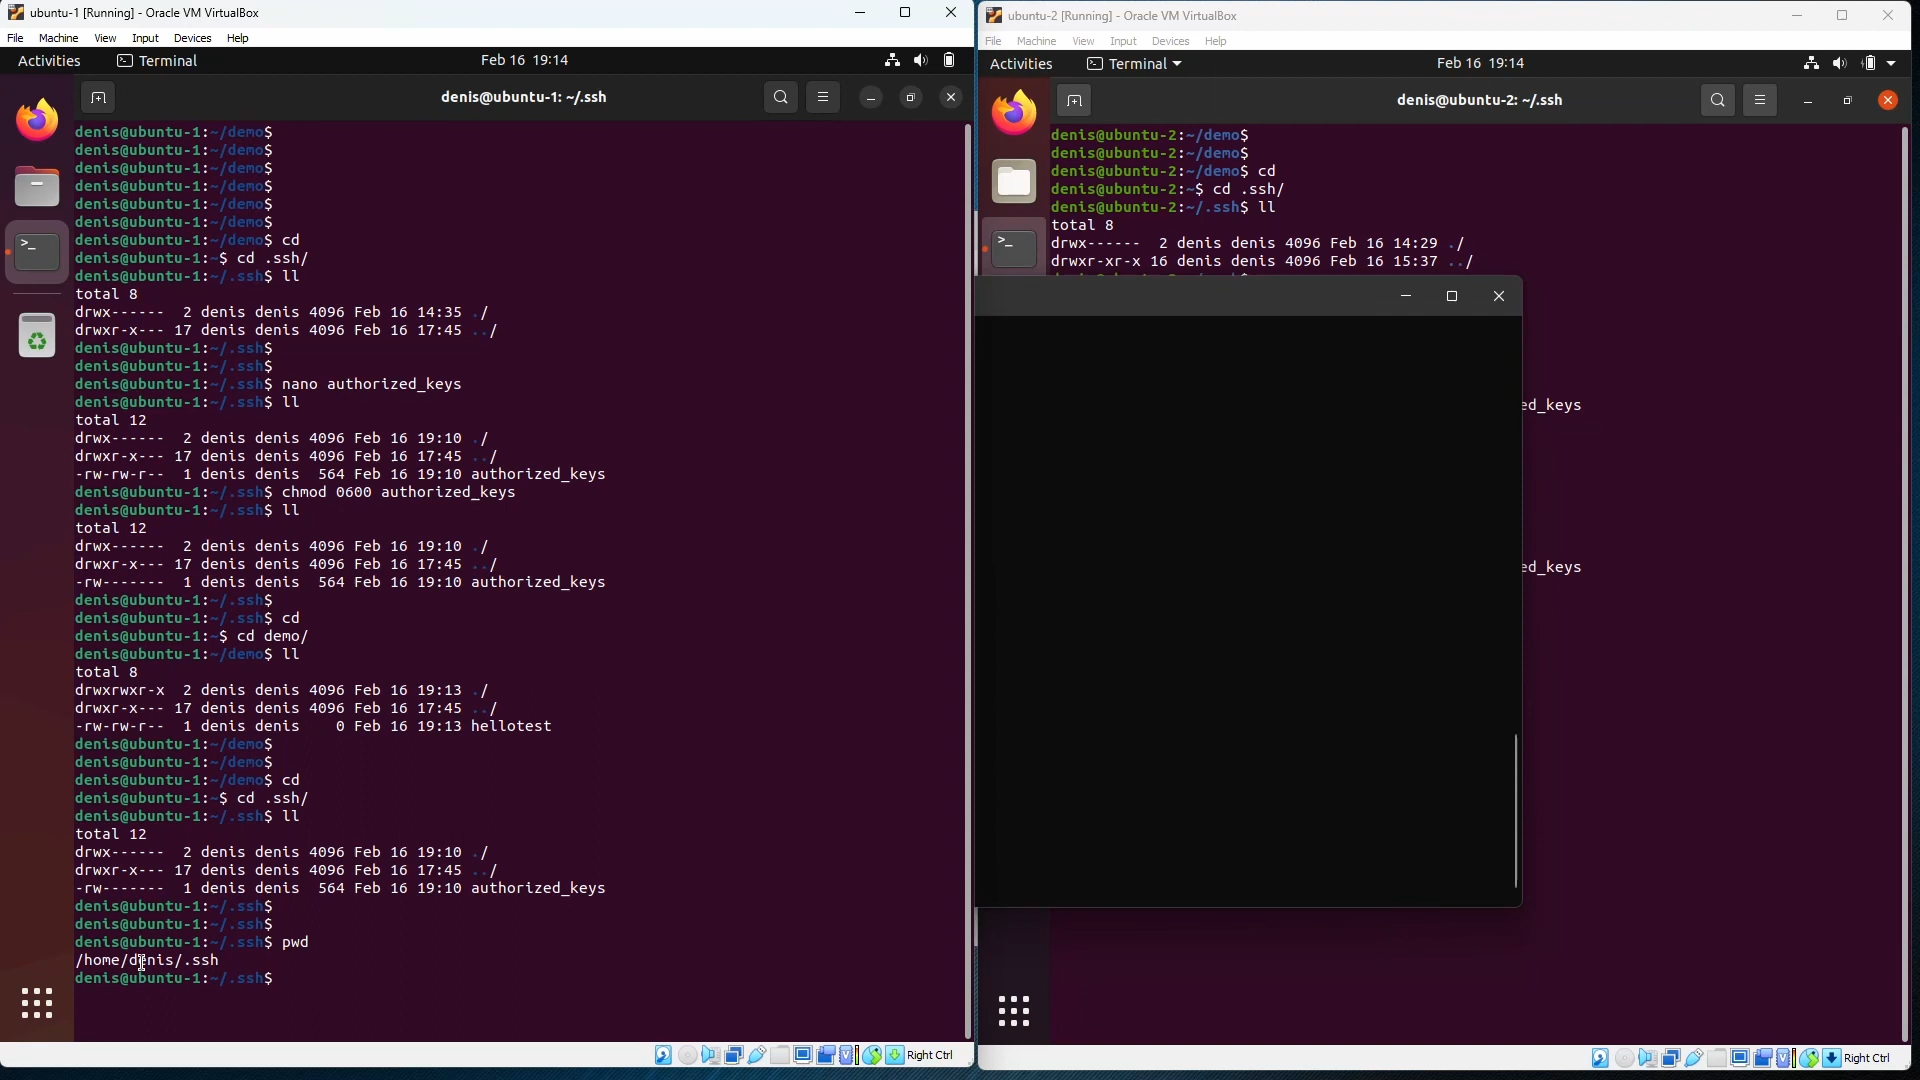 ubuntu-1 [Running] - Oracle VM VirtualBox
File Machine View Input Devices Help
Activities Terminal Feb 16 19:14
denis@ubuntu-1: ~/.ssh
denis@ubuntu-1:~/demo$
denis@ubuntu-1:~/demo$
denis@ubuntu-1:~/demo$
denis@ubuntu-1:~/demo$
denis@ubuntu-1:~/demo$
denis@ubuntu-1:~/demo$
denis@ubuntu-1:~/demo$ cd
denis@ubuntu-1:~$ cd .ssh/
denis@ubuntu-1:~/.ssh$ ll
total 8
drwx------ 2 denis denis 4096 Feb 16 14:35 ./
drwxr-x--- 17 denis denis 4096 Feb 16 17:45 ../
denis@ubuntu-1:~/.ssh$
denis@ubuntu-1:~/.ssh$
denis@ubuntu-1:~/.ssh$ nano authorized_keys
denis@ubuntu-1:~/.ssh$ ll
total 12
drwx------ 2 denis denis 4096 Feb 16 19:10 ./
drwxr-x--- 17 denis denis 4096 Feb 16 17:45 ../
-rw-rw-r-- 1 denis denis 564 Feb 16 19:10 authorized_keys
denis@ubuntu-1:~/.ssh$ chmod 0600 authorized_keys
denis@ubuntu-1:~/.ssh$ ll
total 12
drwx------ 2 denis denis 4096 Feb 16 19:10 ./
drwxr-x--- 17 denis denis 4096 Feb 16 17:45 ../
-rw------- 1 denis denis 564 Feb 16 19:10 authorized_keys
denis@ubuntu-1:~/.ssh$
denis@ubuntu-1:~/.ssh$ cd
denis@ubuntu-1:~$ cd demo/
denis@ubuntu-1:~/demo$ ll
total 8
drwxrwxr-x 2 denis denis 4096 Feb 16 19:13 ./
drwxr-x--- 17 denis denis 4096 Feb 16 17:45 ../
-rw-rw-r-- 1 denis denis 0 Feb 16 19:13 hellotest
denis@ubuntu-1:~/demo$
denis@ubuntu-1:~/demo$
denis@ubuntu-1:~/demo$ cd
denis@ubuntu-1:~$ cd .ssh/
denis@ubuntu-1:~/.ssh$ ll
total 12
drwx------ 2 denis denis 4096 Feb 16 19:10 ./
drwxr-x--- 17 denis denis 4096 Feb 16 17:45 ../
-rw------- 1 denis denis 564 Feb 16 19:10 authorized_keys
denis@ubuntu-1:~/.ssh$
denis@ubuntu-1:~/.ssh$
denis@ubuntu-1:~/.ssh$ pwd
/home/denis/.ssh
denis@ubuntu-1:~/.ssh$
Right Ctrl
ubuntu-2 [Running] - Oracle VM VirtualBox
File Machine View Input Devices Help
Activities Terminal Feb 16 19:14
denis@ubuntu-2: ~/.ssh
denis@ubuntu-2:~/demo$
denis@ubuntu-2:~/demo$
denis@ubuntu-2:~/demo$ cd
denis@ubuntu-2:~$ cd .ssh/
denis@ubuntu-2:~/.ssh$ ll
total 8
drwx------ 2 denis denis 4096 Feb 16 14:29 ./
drwxr-xr-x 16 denis denis 4096 Feb 16 15:37 ../
ed_keys
ed_keys
Right Ctrl